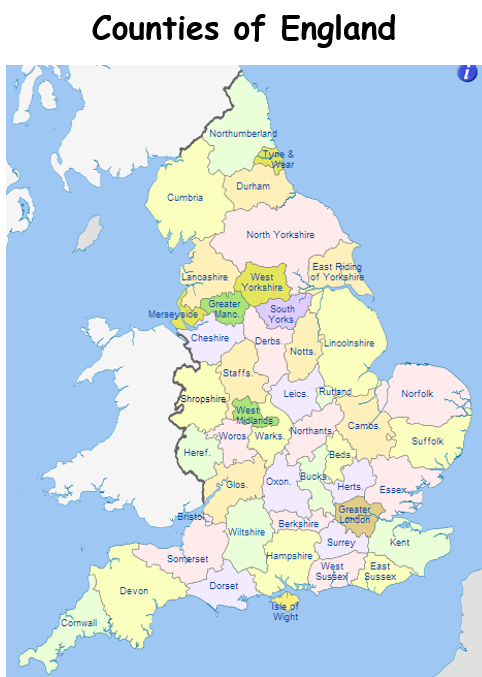 Counties of England
i
Northumberland
Tyne &
Wear
Cumbria
Durham
North Yorkshire
Lancashire
West
Yorkshire
East Riding
of Yorkshire
Merseyside
Greater
Manc.
South
Yorks
Cheshire
Derbs.
Notts.
Lincolnshire
Staffs.
Shropshire
Leics.
Rutland
Norfolk
West
Midlands
Worcs.
Warks.
Northants.
Cambs.
Suffolk
Heref.
Beds.
Glos.
Oxon.
Bucks.
Herts.
Essex
Bristol
Greater
London
Wiltshire
Berkshire
Surrey
Kent
Somerset
Hampshire
West
Sussex
East
Sussex
Devon
Dorset
Isle of
Wight
Cornwall